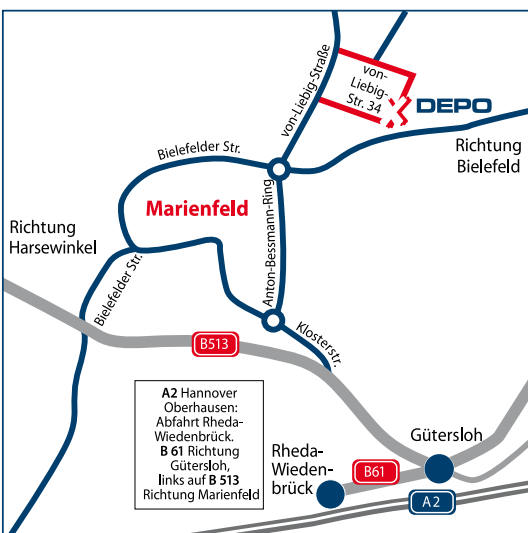 von-
Liebig-
Str. 34
DEPO
von-Liebig-Straße
Bielefelder Str.
Richtung
Bielefeld
Marienfeld
Anton-Bessmann-Ring
Richtung
Harsewinkel
Bielefelder Str.
Klosterstr.
B513
A2 Hannover
Oberhausen:
Abfahrt Rheda-
Wiedenbrück.
B 61 Richtung
Gütersloh,
links auf B 513
Richtung Marienfeld
Gütersloh
Rheda-
Wieden-
brück
B61
A2